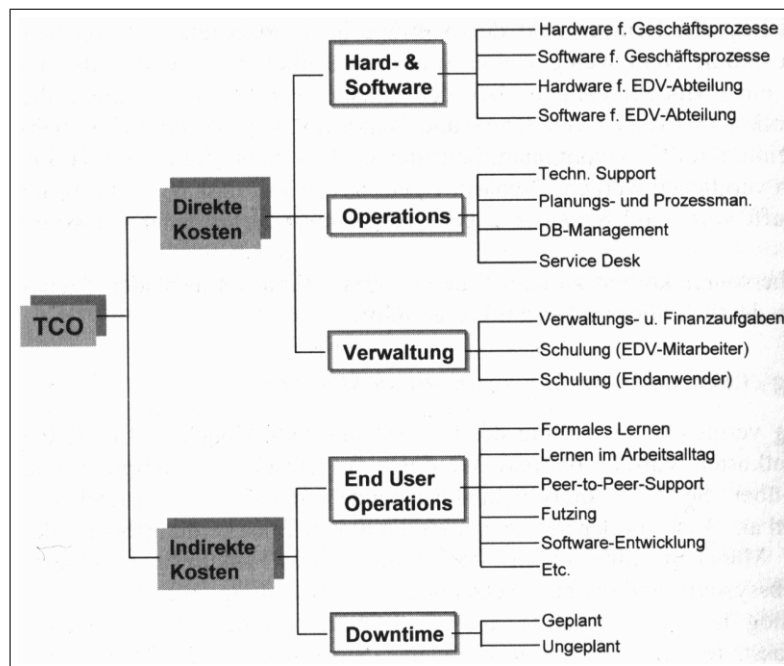 TCO
Direkte
Kosten
Hard- &
Software
Hardware f. Geschäftsprozesse
Software f. Geschäftsprozesse
Hardware f. EDV-Abteilung
Software f. EDV-Abteilung
Operations
Techn. Support
Planungs- und Prozessman.
DB-Management
Service Desk
Verwaltung
Verwaltungs- u. Finanzaufgaben
Schulung (EDV-Mitarbeiter)
Schulung (Endanwender)
Indirekte
Kosten
End User
Operations
Formales Lernen
Lernen im Arbeitsalltag
Peer-to-Peer-Support
Futzing
Software-Entwicklung
Etc.
Downtime
Geplant
Ungeplant